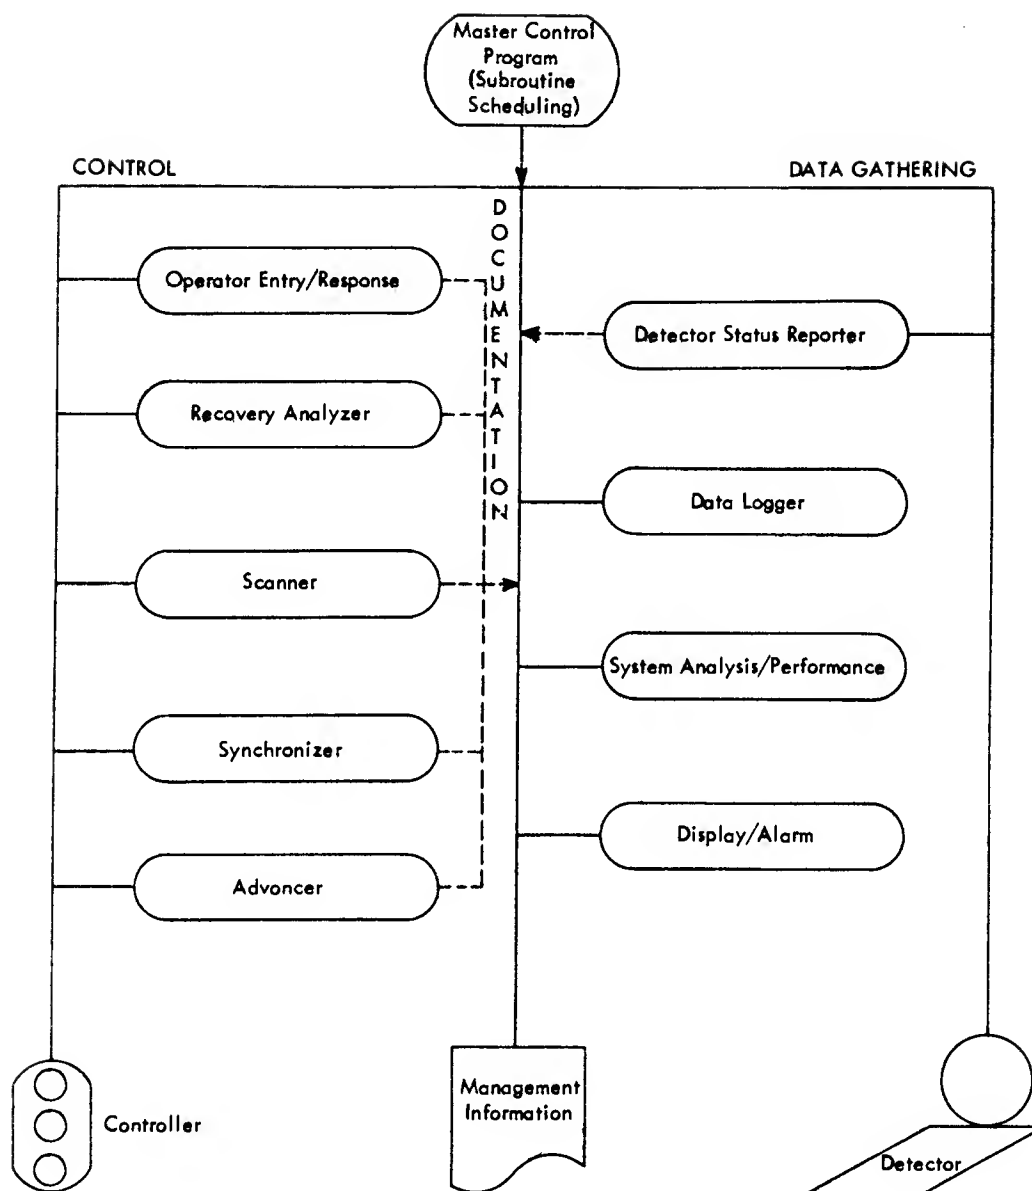 Master Control
Program
(Subroutine
Scheduling)
CONTROL
DATA GATHERING
DOCUMENTATION
Operator Entry/Response
Detector Status Reporter
Recovery Analyzer
Data Logger
Scanner
System Analysis/Performance
Synchronizer
Display/Alarm
Advoncer
Management
Information
Controller
Detector